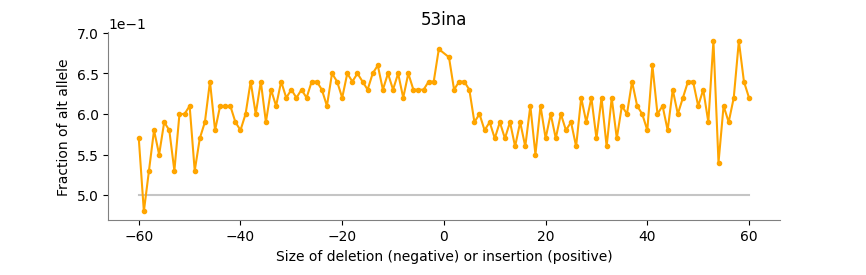 53ina
1e−1
7.0
6.5
6.0
5.5
5.0
Fraction of alt allele
−60 −40 −20 0 20 40 60
Size of deletion (negative) or insertion (positive)